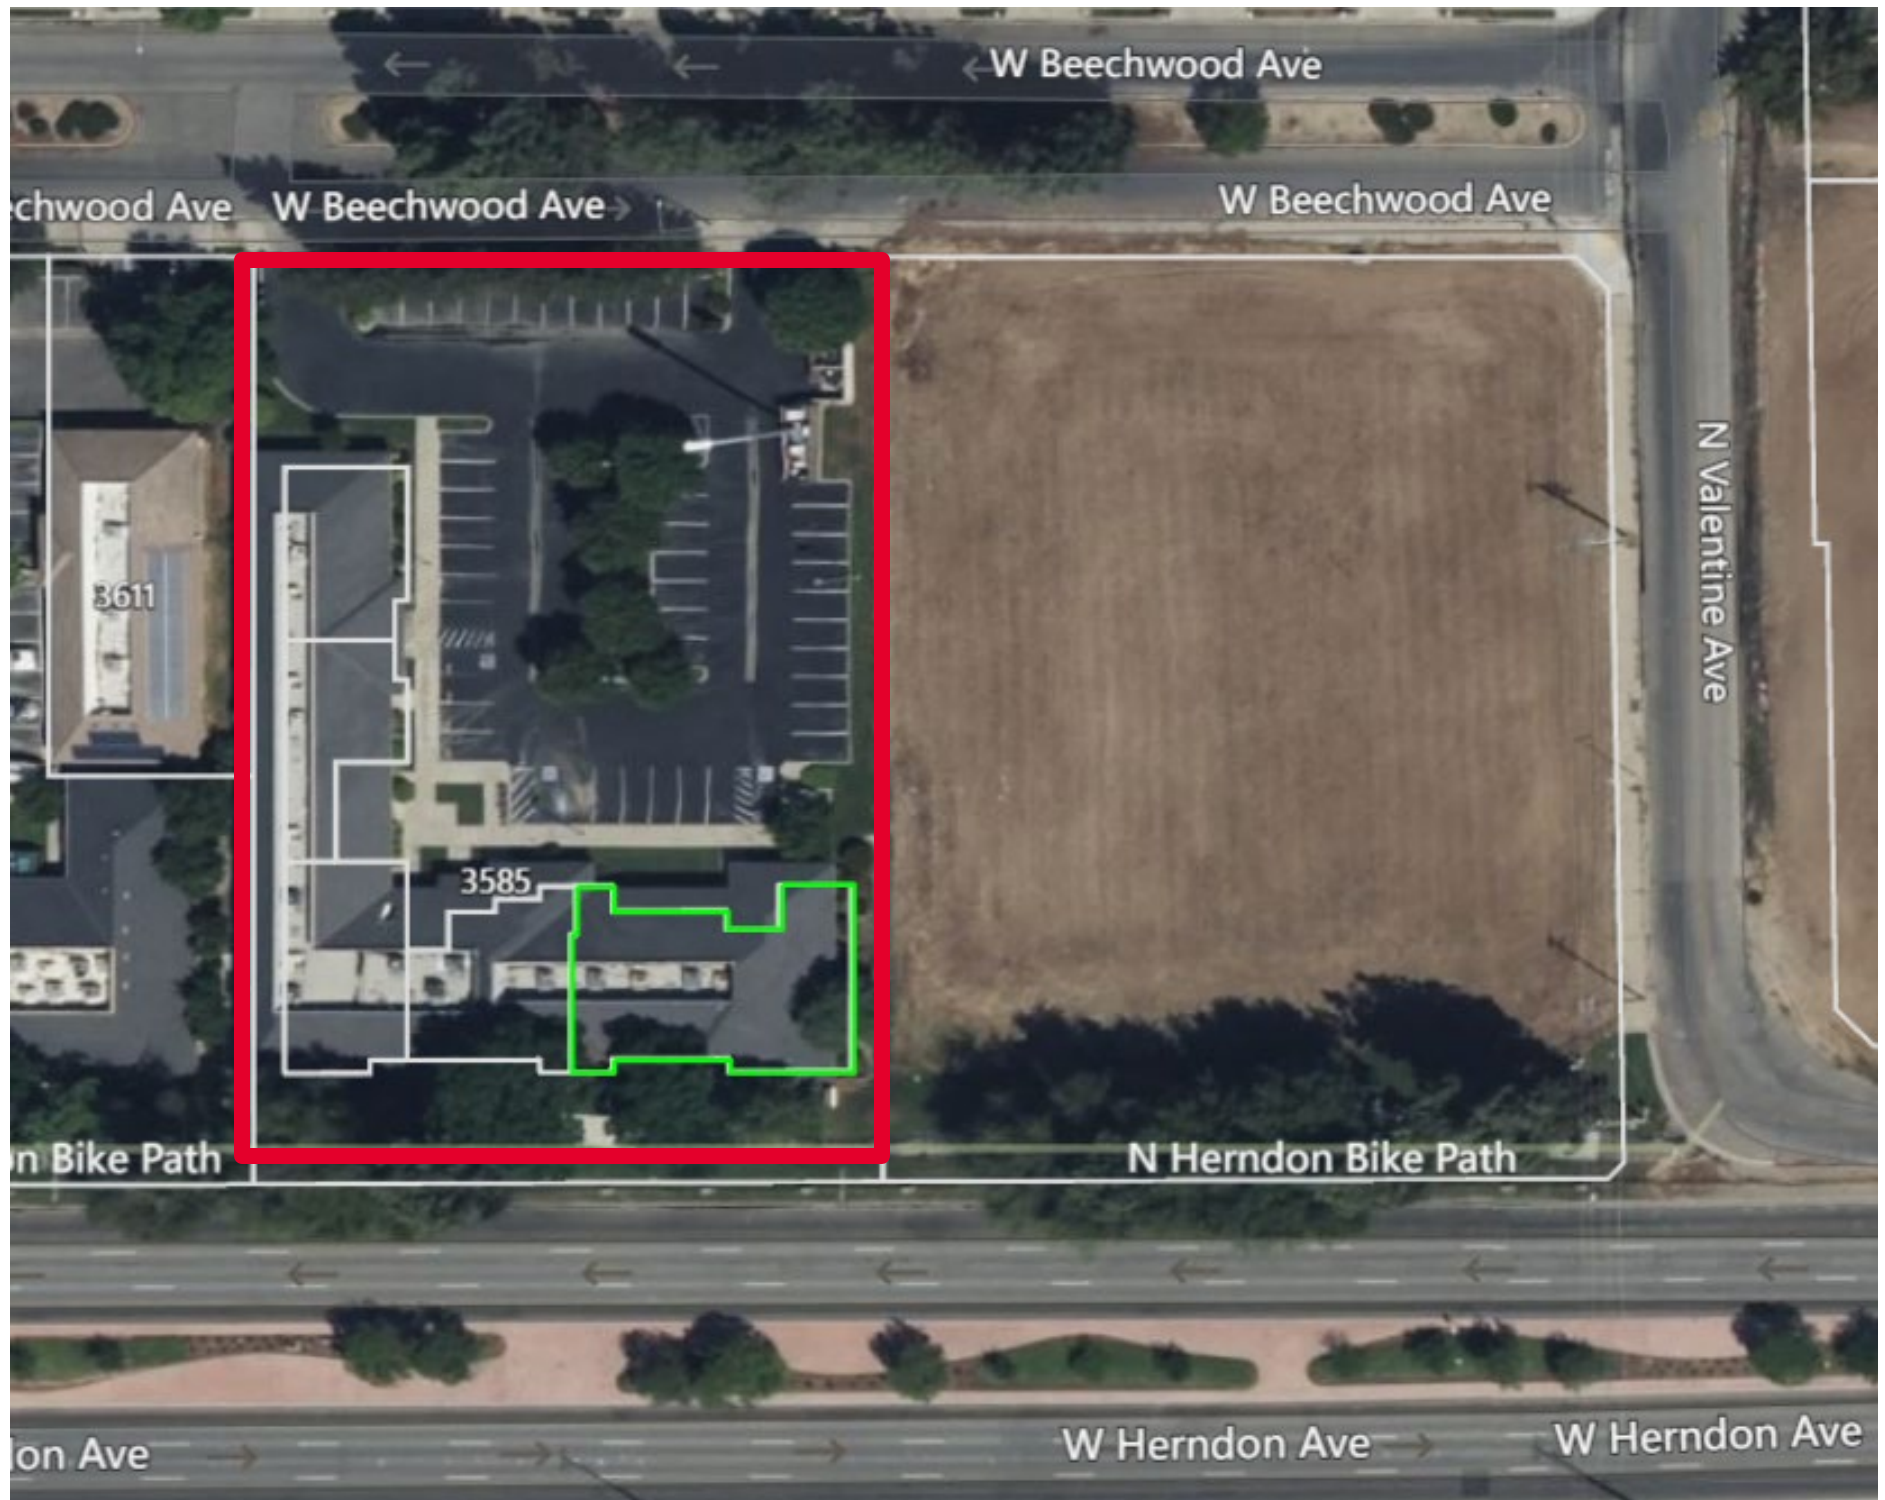 W Beechwood Ave
chwood Ave
W Beechwood Ave
W Beechwood Ave
3611
N Valentine Ave
3585
n Bike Path
N Herndon Bike Path
on Ave
W Herndon Ave
W Herndon Ave